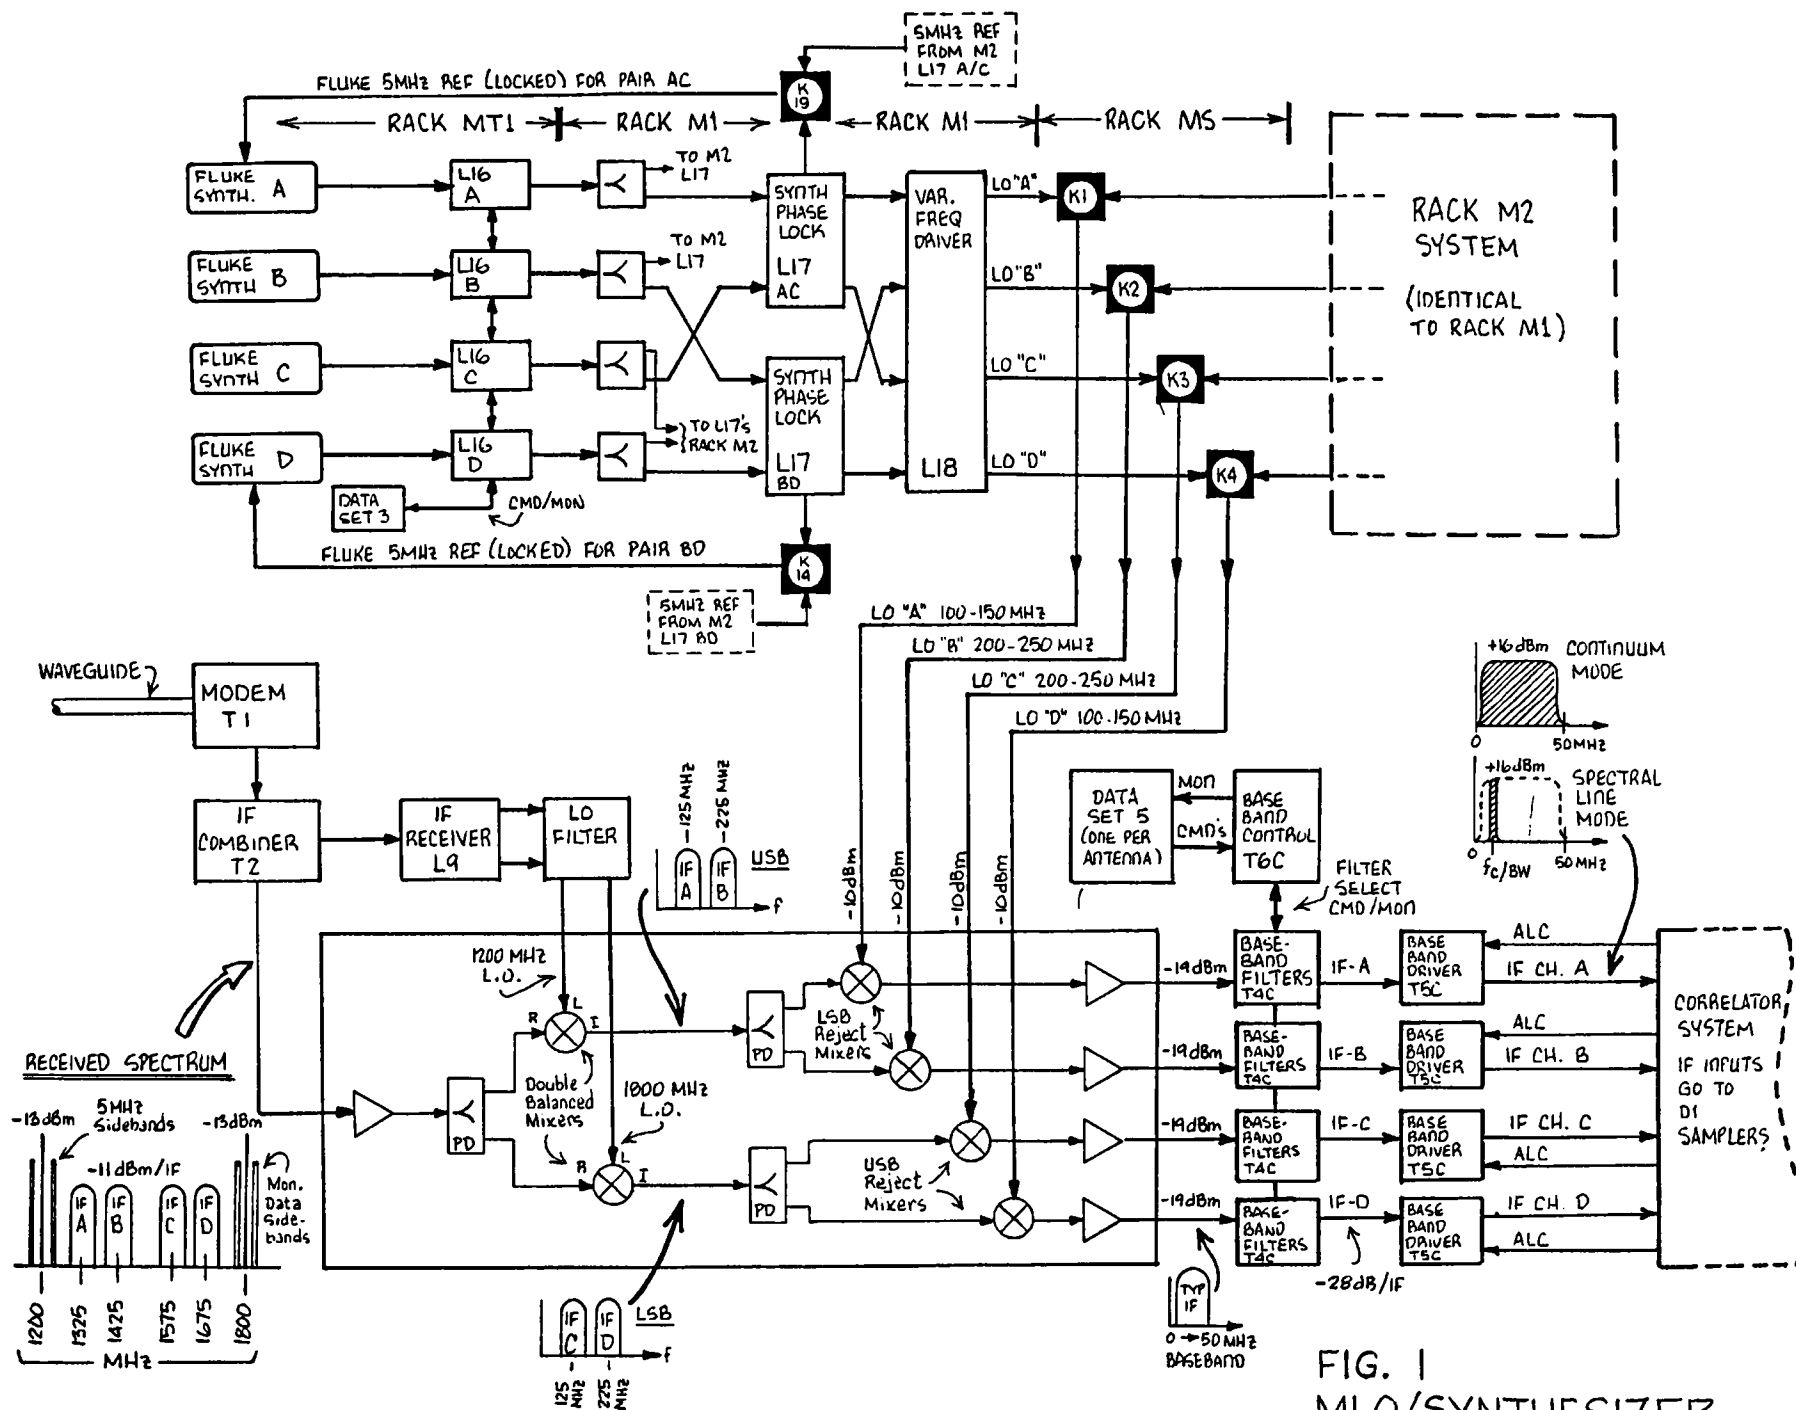 5MHz REF
FROM M2
L17 A/C
FLUKE 5MHz REF (LOCKED) FOR PAIR AC
K
19
RACK MT1
RACK M1
RACK M1
RACK MS
FLUKE
SYNTH. A
L16
A
TO M2
L17
SYNTH
PHASE
LOCK
L17
AC
VAR.
FREQ
DRIVER
L18
LO "A"
K1
RACK M2
SYSTEM
(IDENTICAL
TO RACK M1)
FLUKE
SYNTH B
L16
B
TO M2
L17
LO "B"
K2
FLUKE
SYNTH C
L16
C
LO "C"
K3
SYNTH
PHASE
LOCK
L17
BD
TO L17's
RACK M2
FLUKE
SYNTH D
L16
D
LO "D"
K4
DATA
SET 3
CMD/MON
FLUKE 5MHz REF (LOCKED) FOR PAIR BD
K
14
5MHz REF
FROM M2
L17 BD
LO "A" 100-150 MHz
LO "B" 200-250 MHz
LO "C" 200-250 MHz
LO "D" 100-150 MHz
WAVEGUIDE
MODEM
T1
IF
COMBINER
T2
IF
RECEIVER
L9
LO
FILTER
-125 MHz
-225 MHz
IF
A
IF
B
USB
f
-10dBm
-10dBm
-10dBm
-10dBm
DATA
SET 5
(ONE PER
ANTENNA)
MON
CMD's
BASE
BAND
CONTROL
T6C
FILTER
SELECT
CMD/MON
+16dBm
CONTINUUM
MODE
0
50MHz
+16dBm
SPECTRAL
LINE
MODE
0
fc/BW
50MHz
1200 MHz
L.O.
R
L
I
PD
Double
Balanced
Mixers
1800 MHz
L.O.
R
L
I
PD
LSB
Reject
Mixers
PD
USB
Reject
Mixers
-19dBm
BASE-
BAND
FILTERS
T4C
IF-A
BASE
BAND
DRIVER
T5C
ALC
IF CH. A
-19dBm
BASE-
BAND
FILTERS
T4C
IF-B
BASE
BAND
DRIVER
T5C
ALC
IF CH. B
-19dBm
BASE-
BAND
FILTERS
T4C
IF-C
BASE
BAND
DRIVER
T5C
IF CH. C
ALC
-19dBm
BASE-
BAND
FILTERS
T4C
IF-D
BASE
BAND
DRIVER
T5C
IF CH. D
ALC
-28dB/IF
CORRELATOR
SYSTEM
IF INPUTS
GO TO
D1
SAMPLERS
TYP
IF
0 → 50MHz
BASEBAND
RECEIVED SPECTRUM
-13dBm
5MHz
Sidebands
-13dBm
-11dBm/IF
IF
A
IF
B
IF
C
IF
D
Mon.
Data
Side-
bands
1200
1325
1425
1575
1675
1800
MHz
IF
C
IF
D
LSB
f
125
MHz
225
MHz
FIG. 1
MLO/SYNTHESIZER